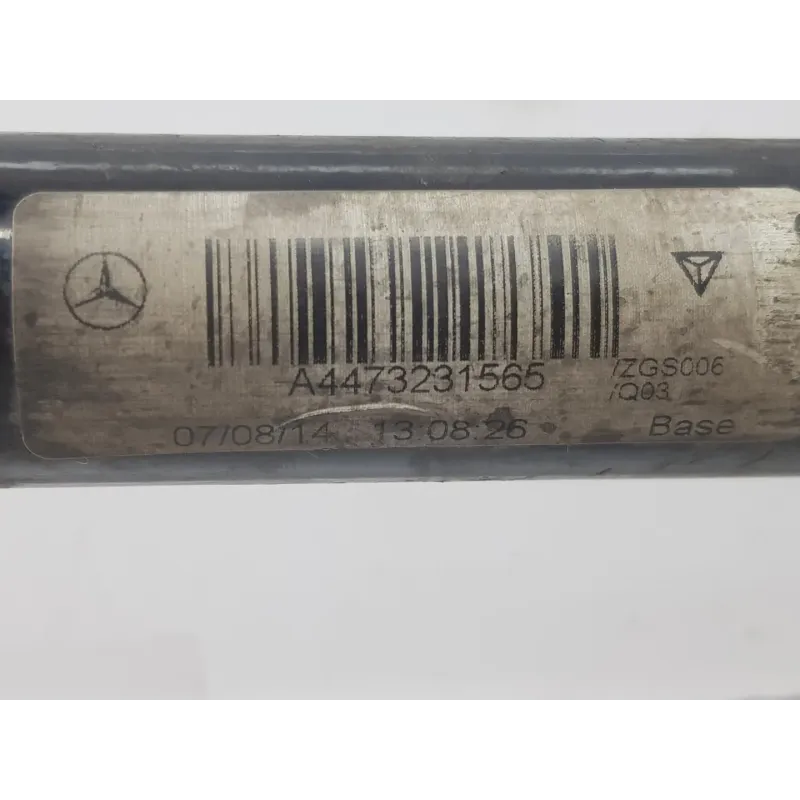 A4473231565
/ZGS006
/Q03
07/08/14 13:08:26 Base